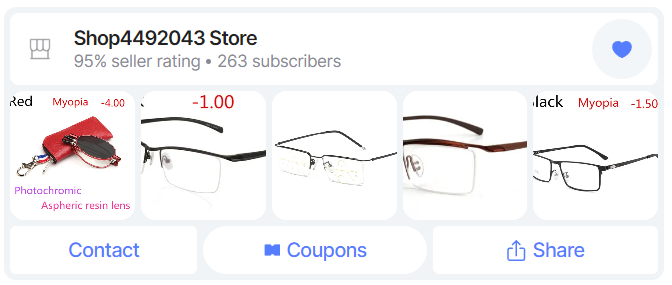 Shop4492043 Store
95% seller rating • 263 subscribers
Red Myopia -4.00
Photochromic
Aspheric resin lens
-1.00
lack Myopia -1.50
Contact
Coupons
Share